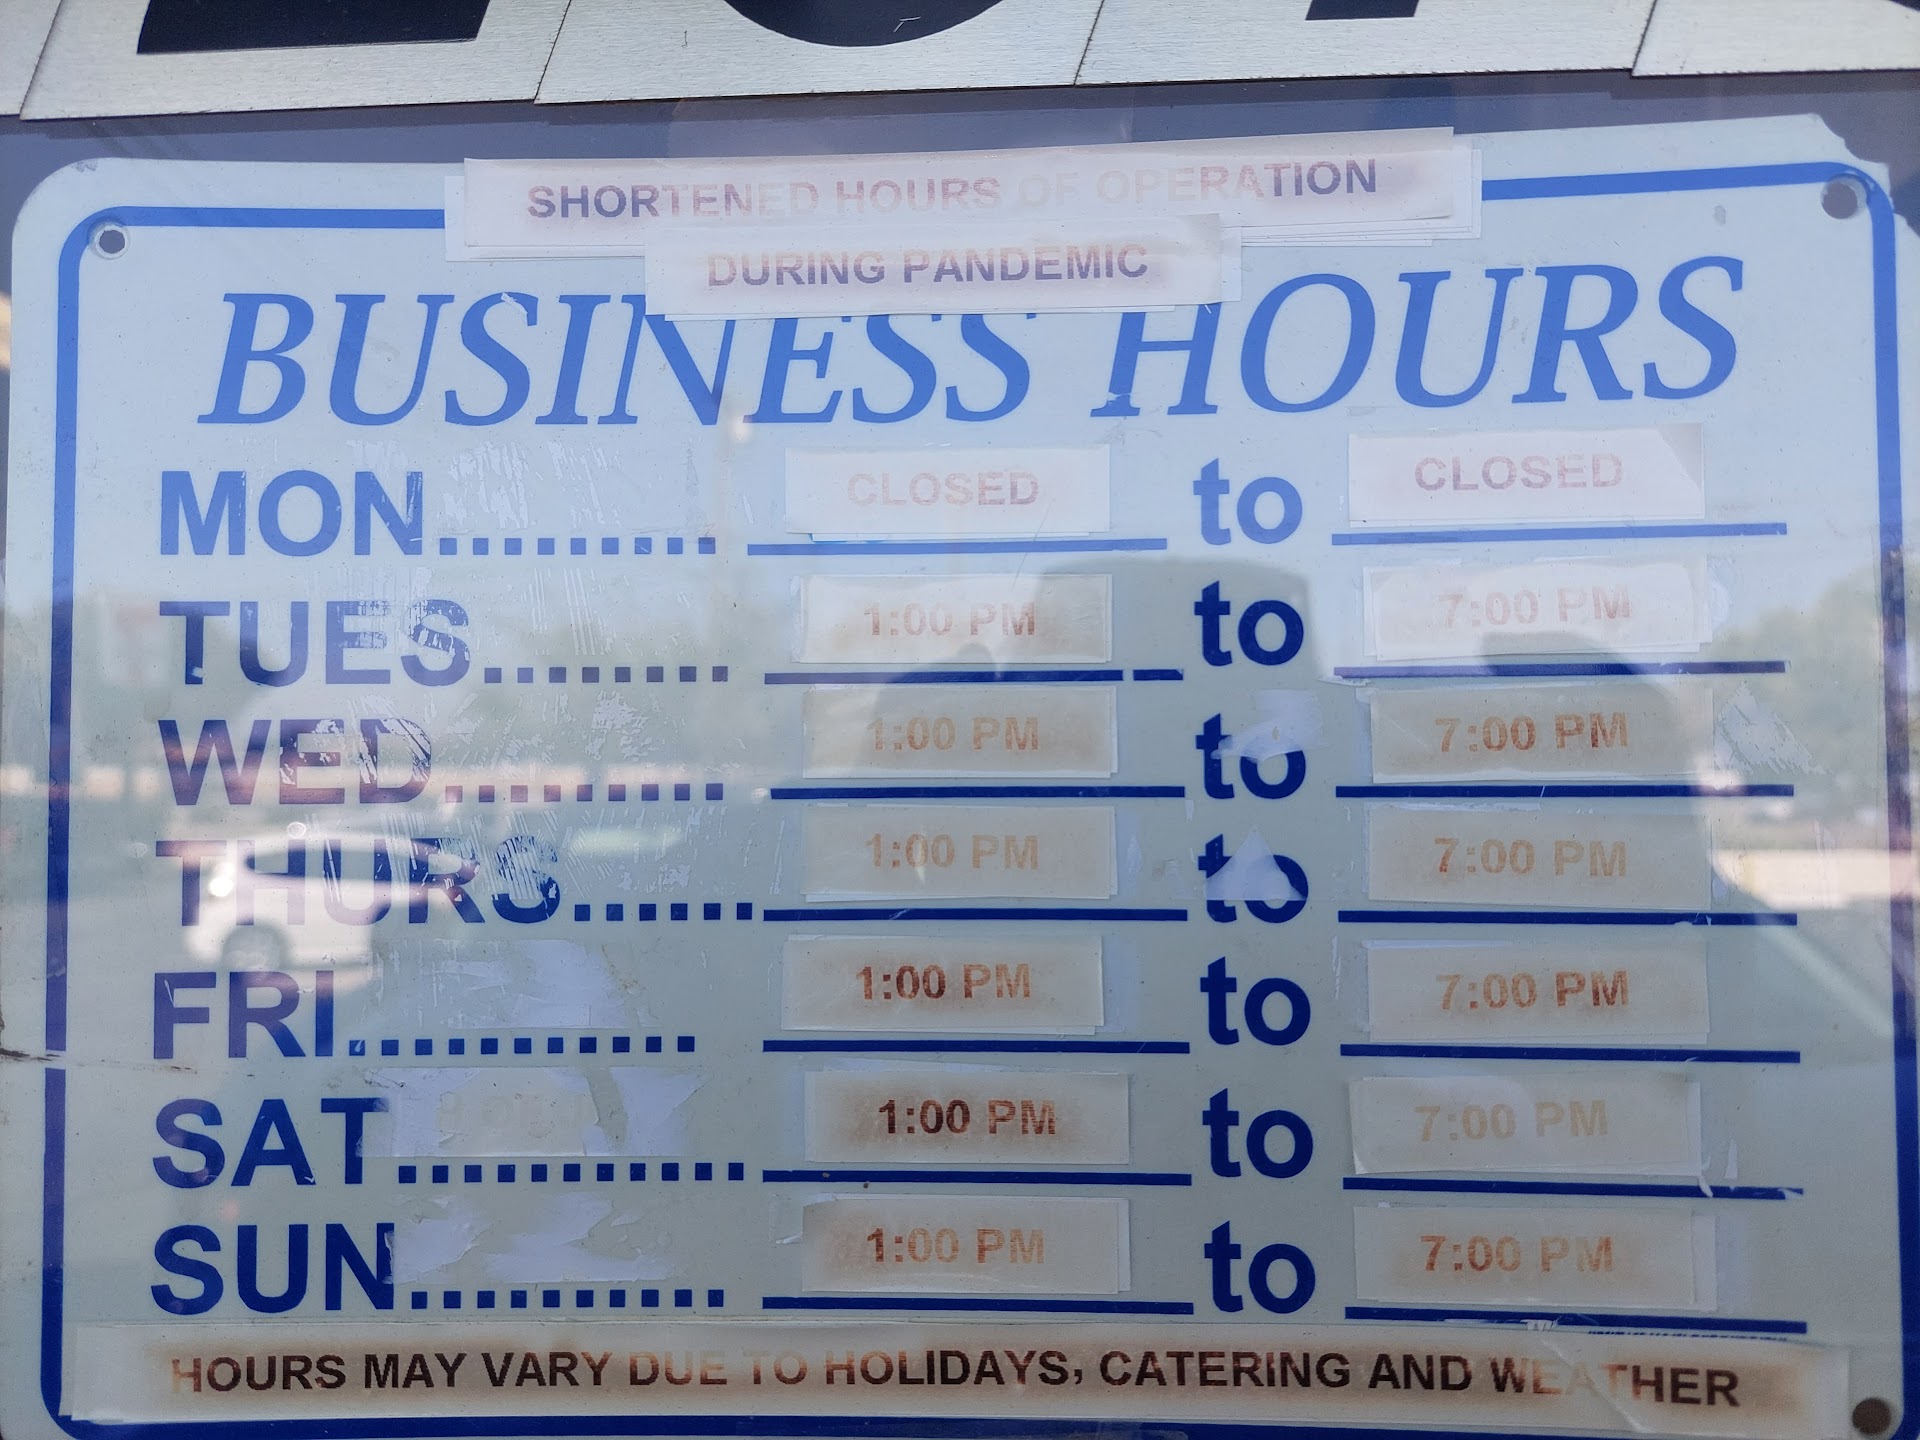 SHORTENED HOURS OF OPERATION
DURING PANDEMIC
BUSINESS HOURS
MON......... CLOSED to CLOSED
TUES........ 1:00 PM to 7:00 PM
WED......... 1:00 PM to 7:00 PM
THURS...... 1:00 PM to 7:00 PM
FRI........... 1:00 PM to 7:00 PM
SAT............ 1:00 PM to 7:00 PM
SUN........... 1:00 PM to 7:00 PM
HOURS MAY VARY DUE TO HOLIDAYS, CATERING AND WEATHER